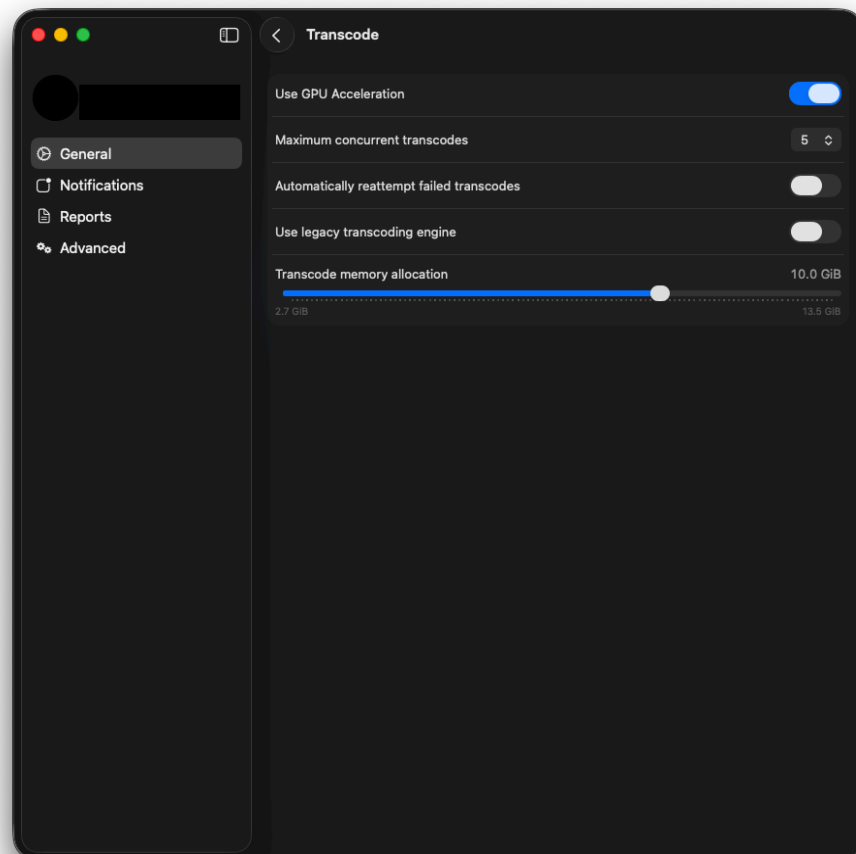 Transcode
General
Notifications
Reports
Advanced
Use GPU Acceleration
Maximum concurrent transcodes 5
Automatically reattempt failed transcodes
Use legacy transcoding engine
Transcode memory allocation 10.0 GiB
2.7 GiB 13.5 GiB